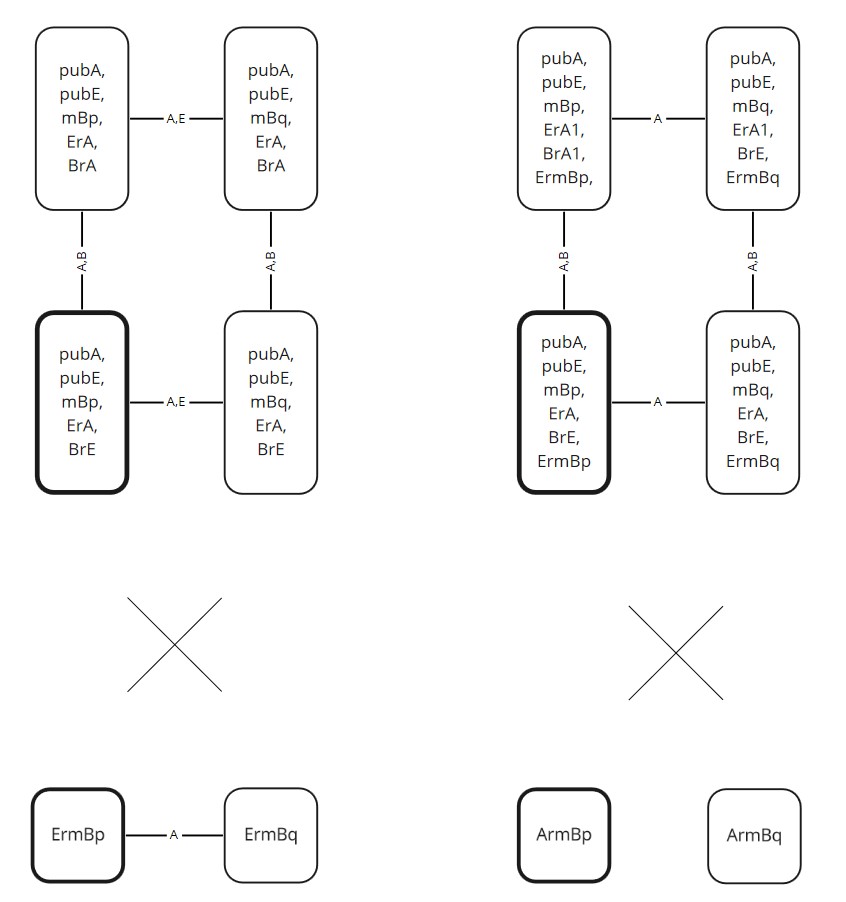 pubA,
pubE,
mBp,
ErA,
BrA
A,E
pubA,
pubE,
mBq,
ErA,
BrA
pubA,
pubE,
mBp,
ErA1,
BrA1,
ErmBp,
A
pubA,
pubE,
mBq,
ErA1,
BrE,
ErmBq
A,B
A,B
A,B
A,B
pubA,
pubE,
mBp,
ErA,
BrE
A,E
pubA,
pubE,
mBq,
ErA,
BrE
pubA,
pubE,
mBp,
ErA,
BrE,
ErmBp
A
pubA,
pubE,
mBq,
ErA,
BrE,
ErmBq
ErmBp
A
ErmBq
ArmBp
ArmBq